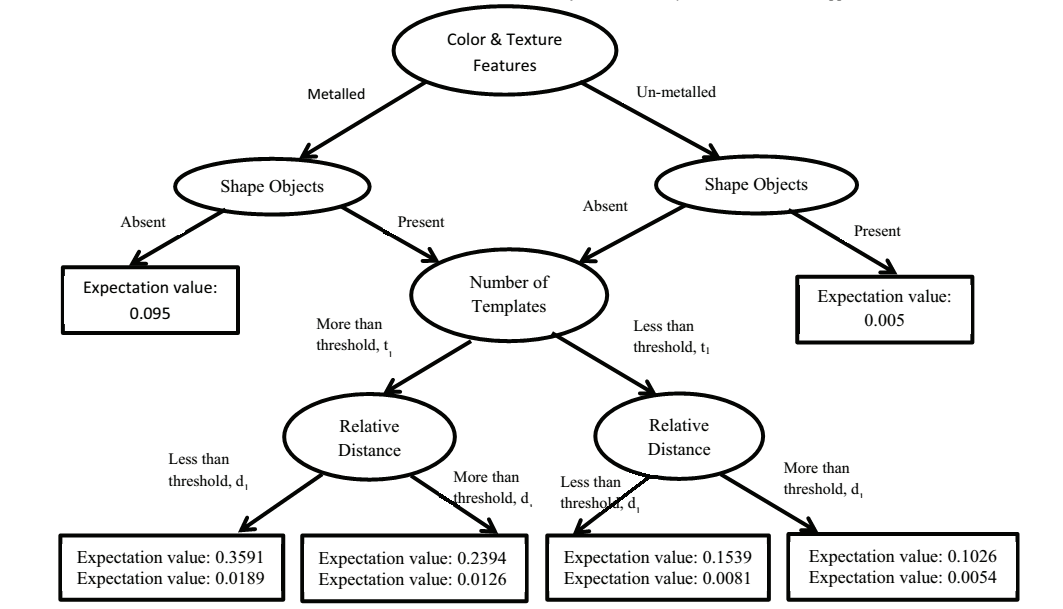 Color & Texture
Features
Metalled
Un-metalled
Shape Objects
Shape Objects
Absent
Present
Absent
Present
Expectation value:
0.095
Number of
Templates
Expectation value:
0.005
More than
threshold, t₁
Less than
threshold, t₁
Relative
Distance
Relative
Distance
Less than
threshold, d₁
More than
threshold, d₁
Less than
threshold, d₁
More than
threshold, d₁
Expectation value: 0.3591
Expectation value: 0.0189
Expectation value: 0.2394
Expectation value: 0.0126
Expectation value: 0.1539
Expectation value: 0.0081
Expectation value: 0.1026
Expectation value: 0.0054